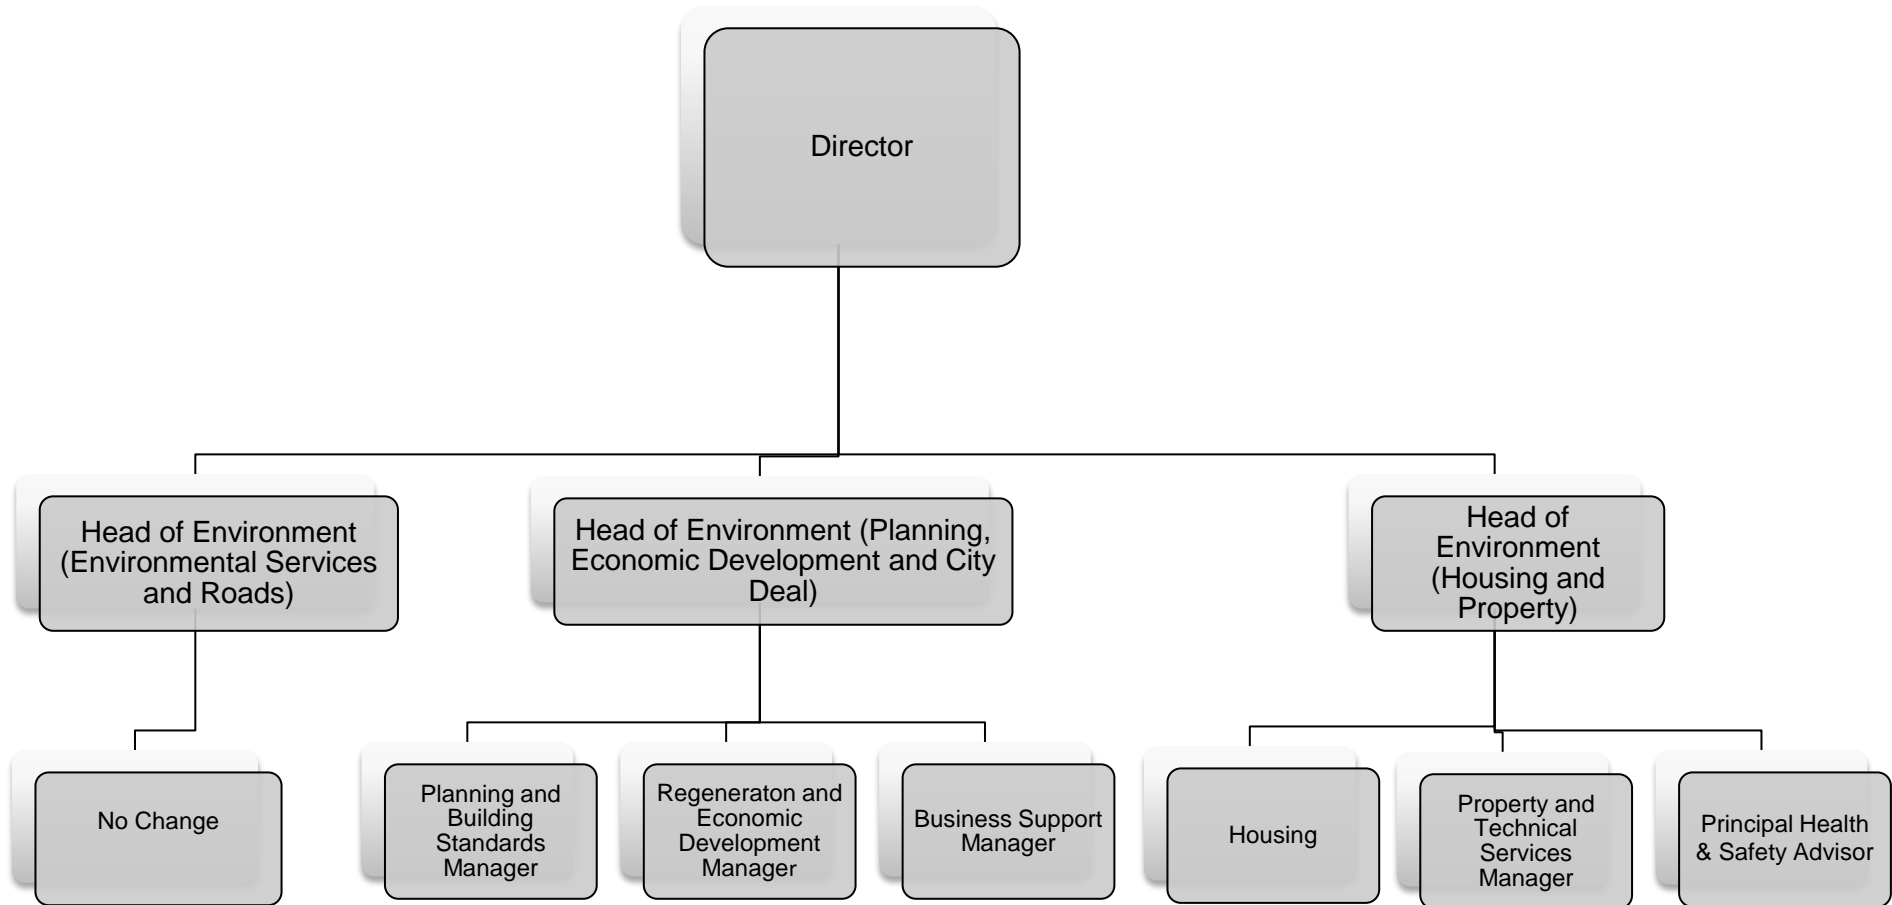 Director
Head of Environment
(Environmental Services
and Roads)
Head of Environment (Planning,
Economic Development and City
Deal)
Head of
Environment
(Housing and
Property)
No Change
Planning and
Building
Standards
Manager
Regeneraton and
Economic
Development
Manager
Business Support
Manager
Housing
Property and
Technical
Services
Manager
Principal Health
& Safety Advisor